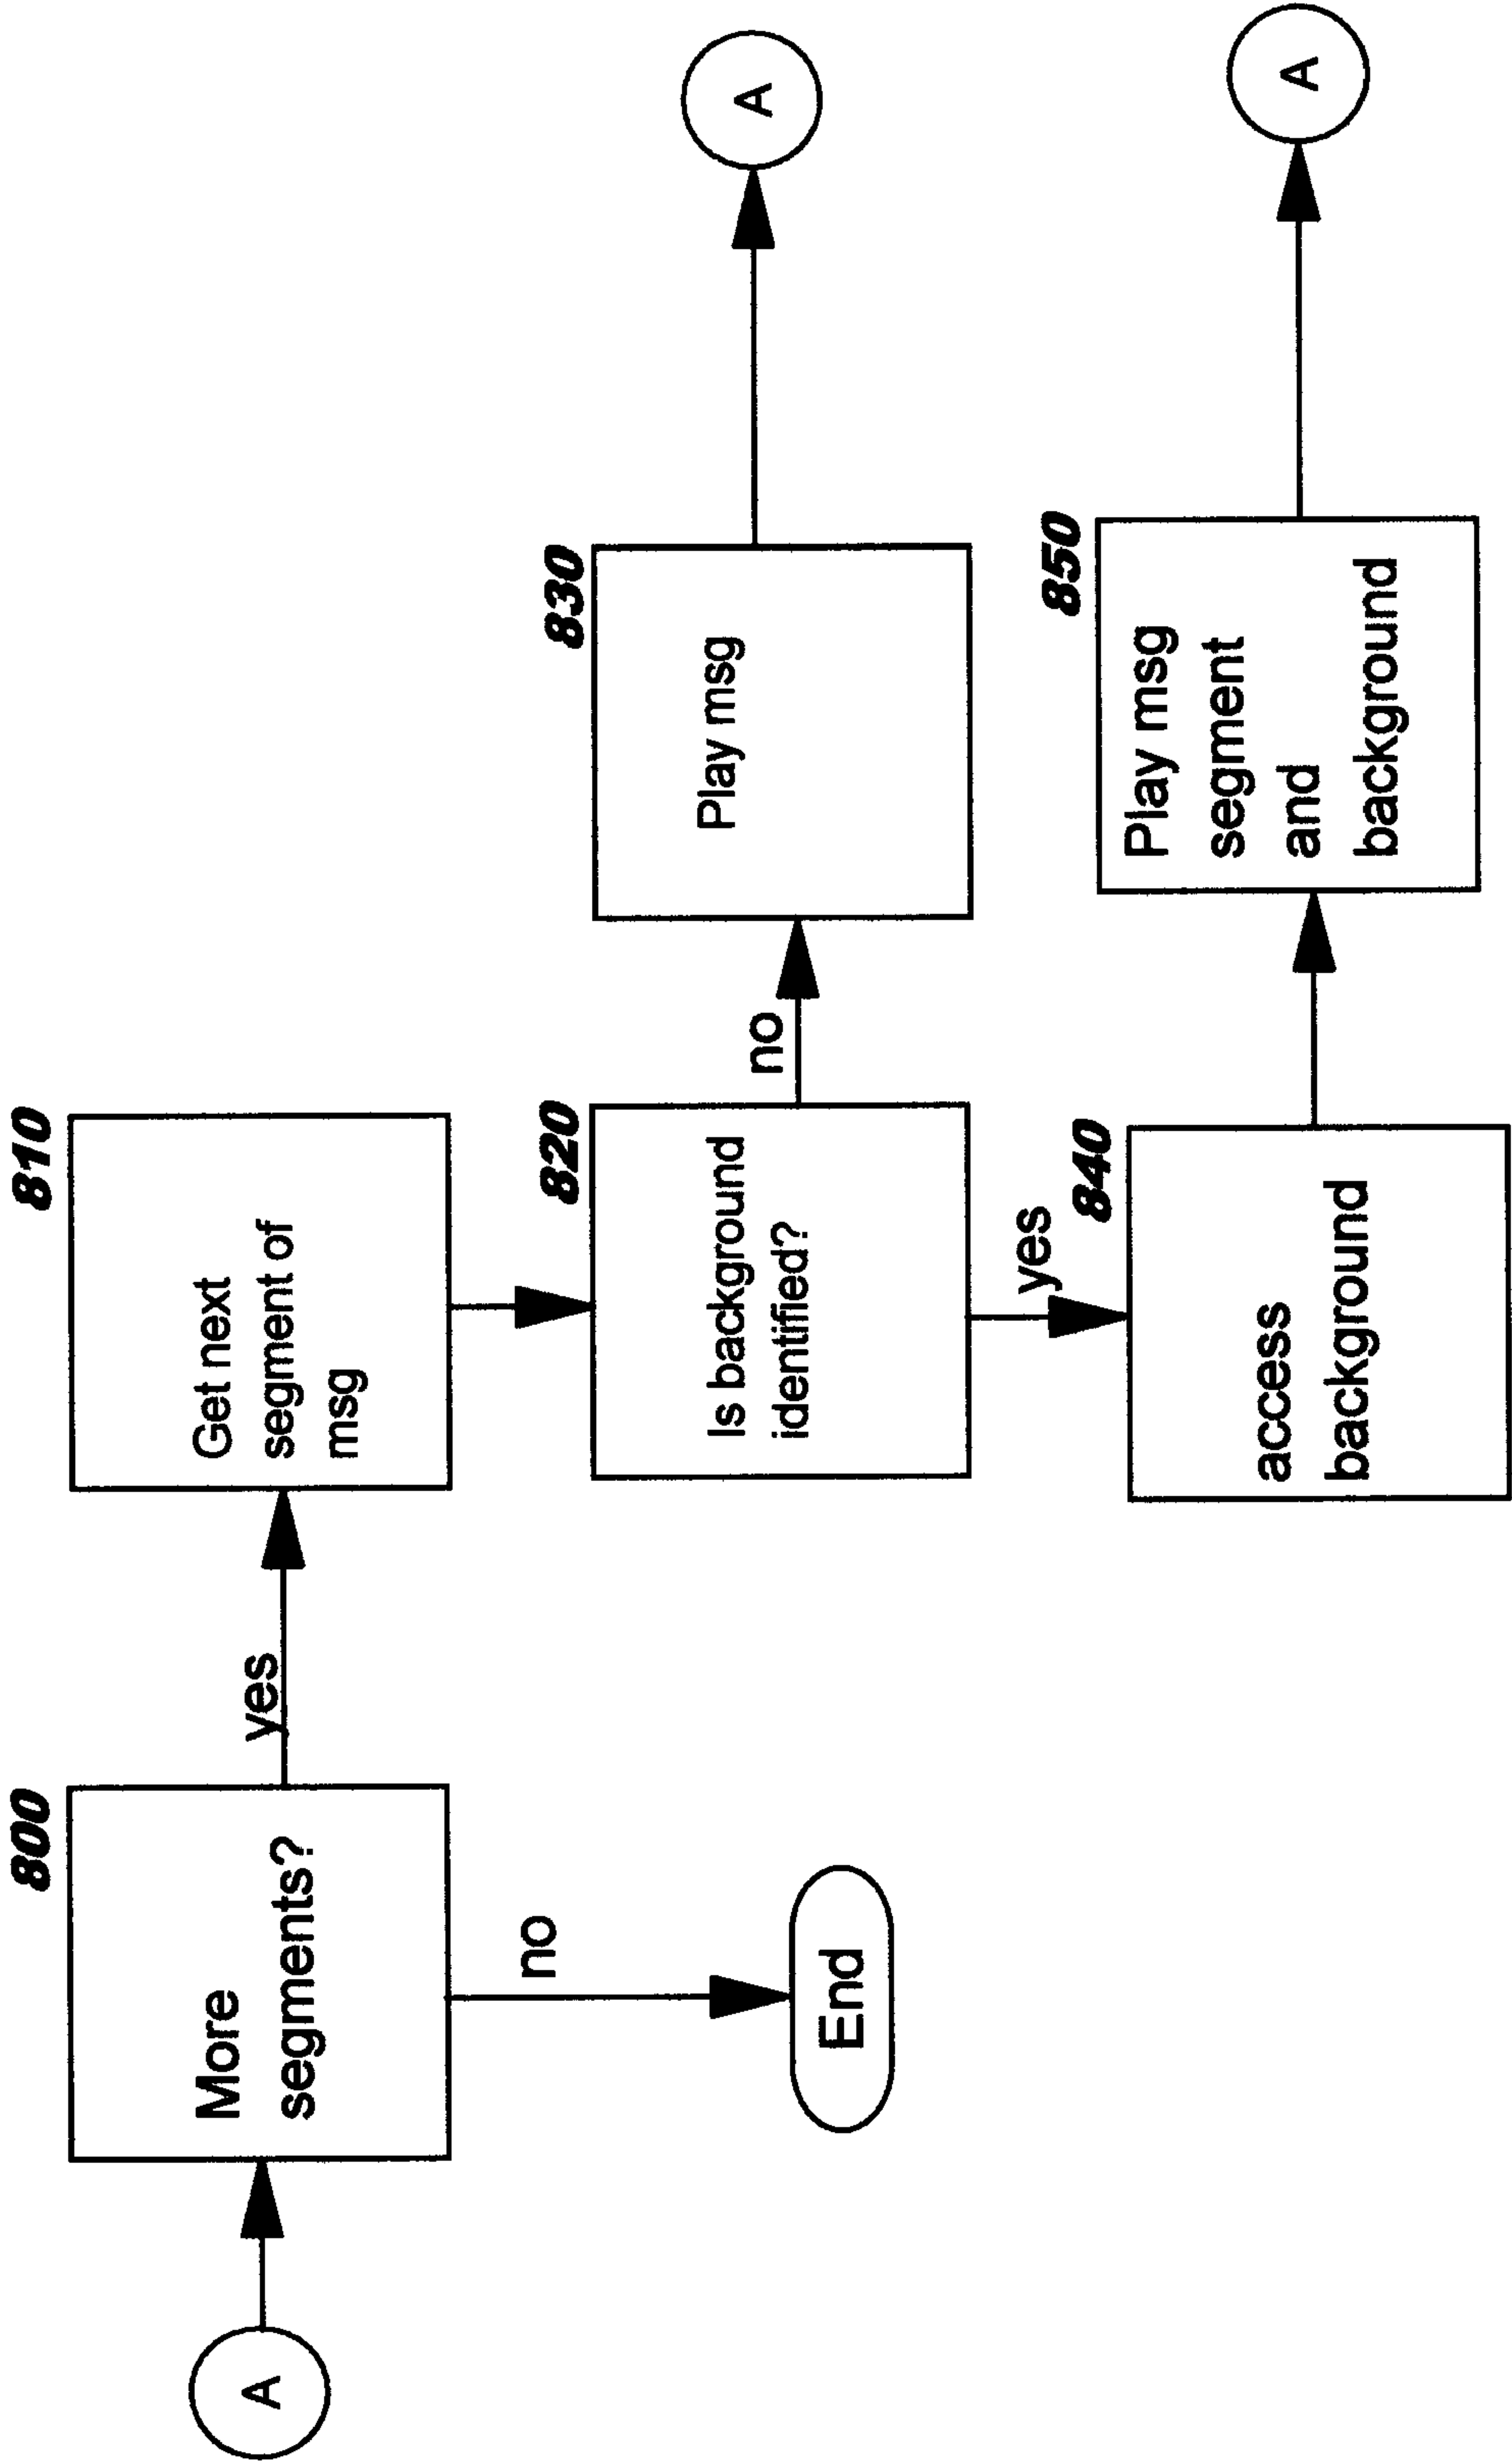 A
800
More
segments?
yes
no
End
810
Get next
segment of
msg
820
Is background
identified?
no
yes
830
Play msg
A
840
access
background
850
Play msg
segment
and
background
A